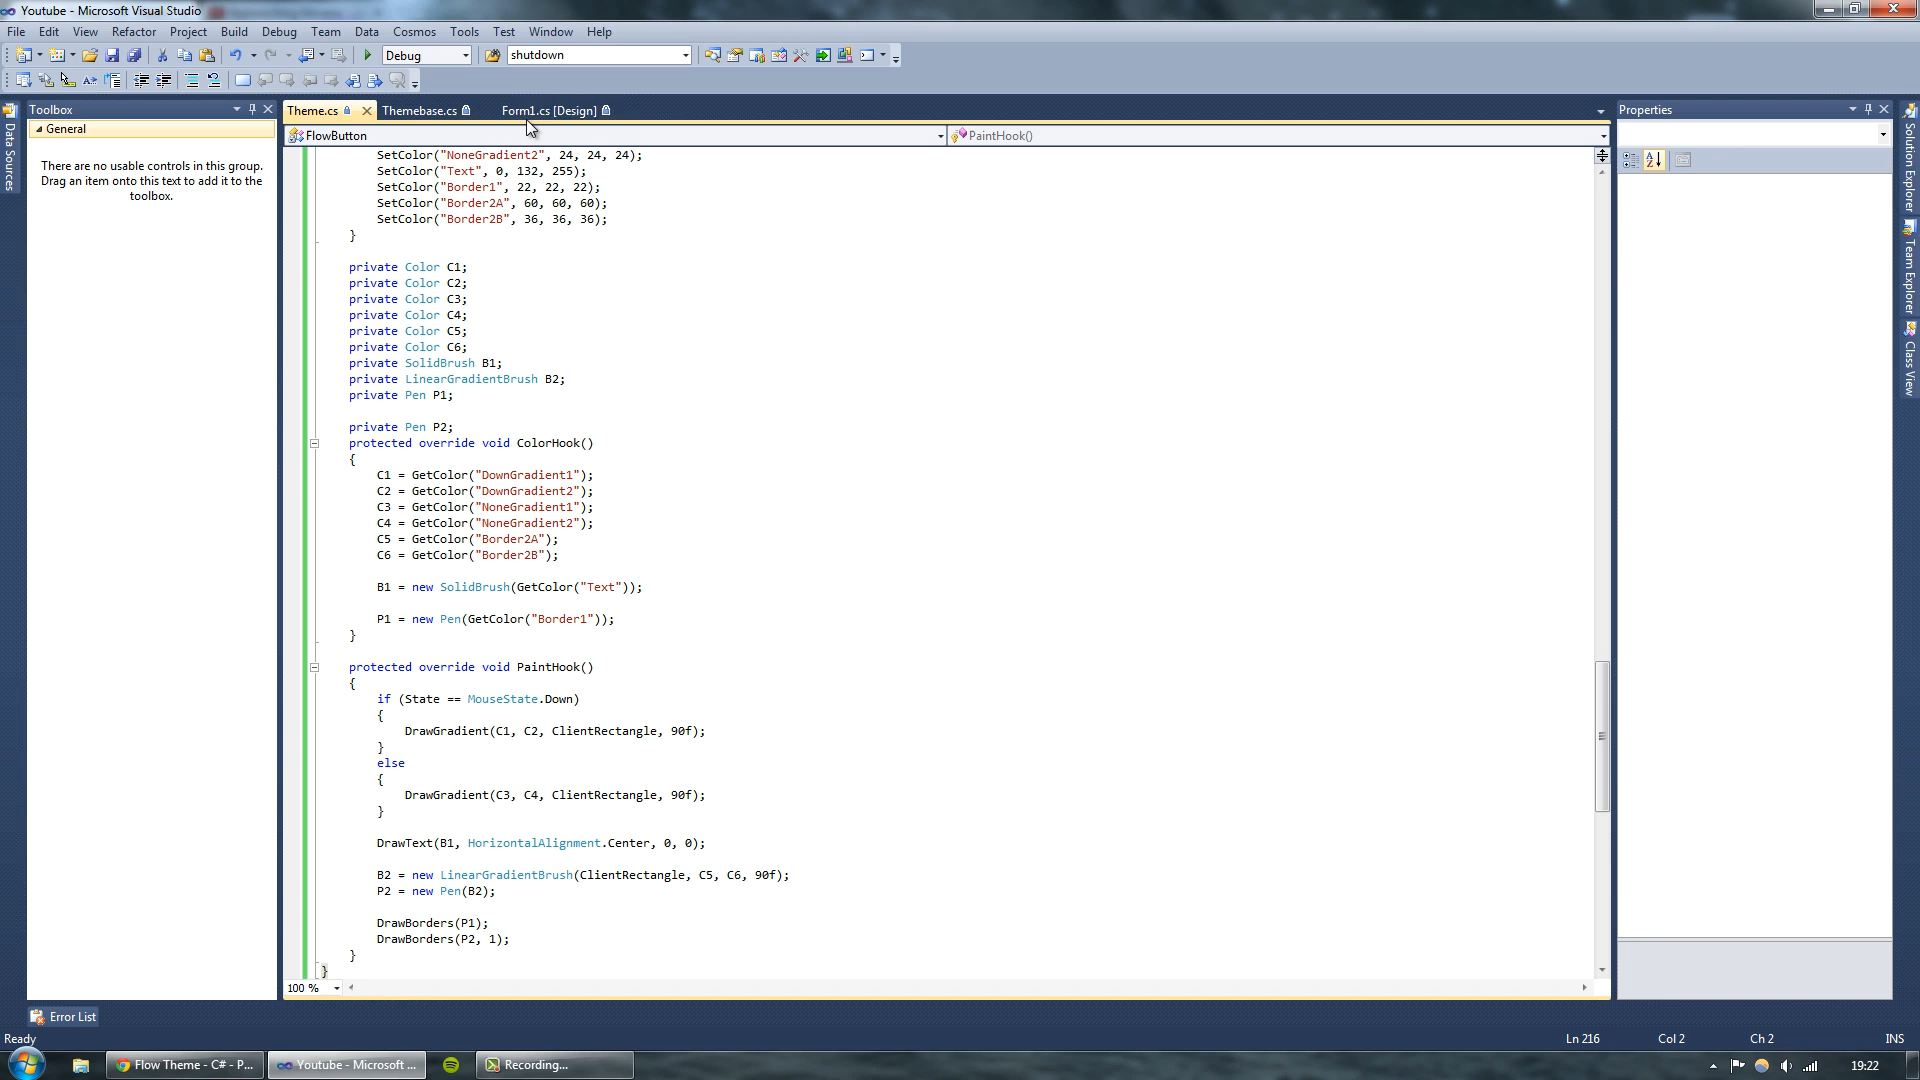 Youtube - Microsoft Visual Studio
File Edit View Refactor Project Build Debug Team Data Cosmos Tools Test Window Help
Debug shutdown
Toolbox
General
There are no usable controls in this group.
Drag an item onto this text to add it to the
toolbox.
Data Sources
Theme.cs Themebase.cs Form1.cs [Design]
FlowButton PaintHook()
SetColor("NoneGradient2", 24, 24, 24);
SetColor("Text", 0, 132, 255);
SetColor("Border1", 22, 22, 22);
SetColor("Border2A", 60, 60, 60);
SetColor("Border2B", 36, 36, 36);
}
private Color C1;
private Color C2;
private Color C3;
private Color C4;
private Color C5;
private Color C6;
private SolidBrush B1;
private LinearGradientBrush B2;
private Pen P1;
private Pen P2;
protected override void ColorHook()
{
C1 = GetColor("DownGradient1");
C2 = GetColor("DownGradient2");
C3 = GetColor("NoneGradient1");
C4 = GetColor("NoneGradient2");
C5 = GetColor("Border2A");
C6 = GetColor("Border2B");
B1 = new SolidBrush(GetColor("Text"));
P1 = new Pen(GetColor("Border1"));
}
protected override void PaintHook()
{
if (State == MouseState.Down)
{
DrawGradient(C1, C2, ClientRectangle, 90f);
}
else
{
DrawGradient(C3, C4, ClientRectangle, 90f);
}
DrawText(B1, HorizontalAlignment.Center, 0, 0);
B2 = new LinearGradientBrush(ClientRectangle, C5, C6, 90f);
P2 = new Pen(B2);
DrawBorders(P1);
DrawBorders(P2, 1);
}
}
100 %
Properties
Solution Explorer
Team Explorer
Class View
Error List
Ready Ln 216 Col 2 Ch 2 INS
Flow Theme - C# - P... Youtube - Microsoft ... Recording... 19:22